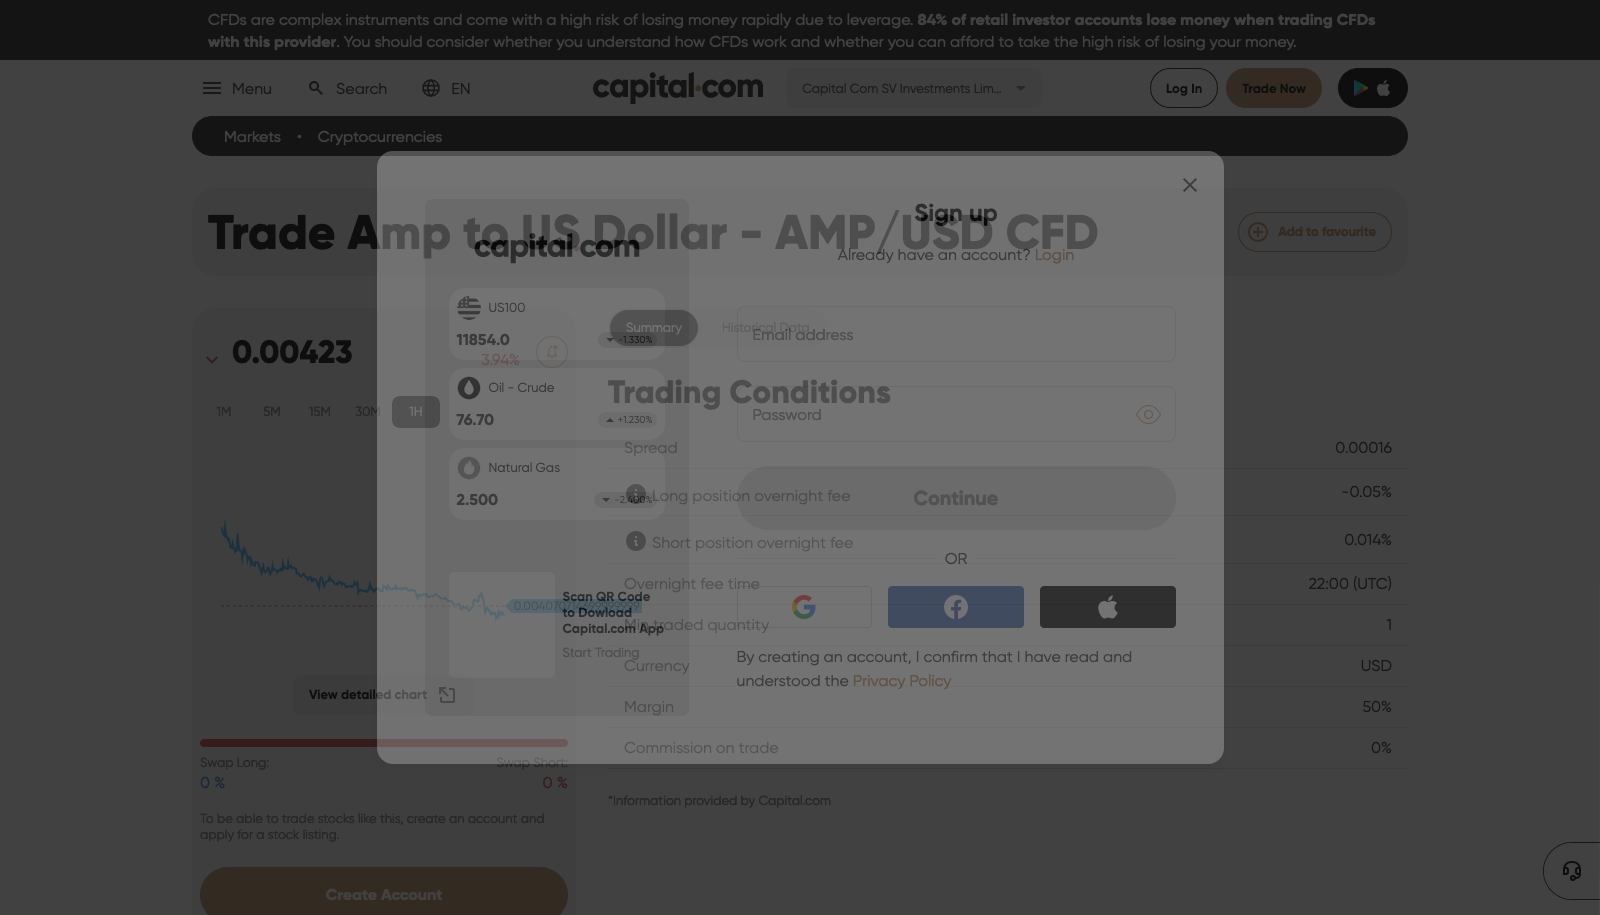 CFDs are complex instruments and come with a high risk of losing money rapidly due to leverage. 84% of retail investor accounts lose money when trading CFDs
with this provider. You should consider whether you understand how CFDs work and whether you can afford to take the high risk of losing your money.
Menu
Search
EN
capital.com
Capital Com SV Investments Lim...
Log In
Trade Now
Markets • Cryptocurrencies
Trade Amp to US Dollar - AMP/USD CFD
Add to favourite
0.00423
3.94%
1M 5M 15M 30M 1H
View detailed chart
Swap Long:
Swap Short:
0 %
0 %
To be able to trade stocks like this, create an account and
apply for a stock listing.
Create Account
Summary
Historical Data
Trading Conditions
Spread 0.00016
Long position overnight fee -0.05%
Short position overnight fee 0.014%
Overnight fee time 22:00 (UTC)
Min traded quantity 1
Currency USD
Margin 50%
Commission on trade 0%
*Information provided by Capital.com
capital.com
US100
11854.0
-1.330%
Oil - Crude
76.70
+1.230%
Natural Gas
2.500
Scan QR Code
to Dowload
Capital.com App
Start Trading
Sign up
Already have an account? Login
Email address
Password
Continue
OR
By creating an account, I confirm that I have read and
understood the Privacy Policy